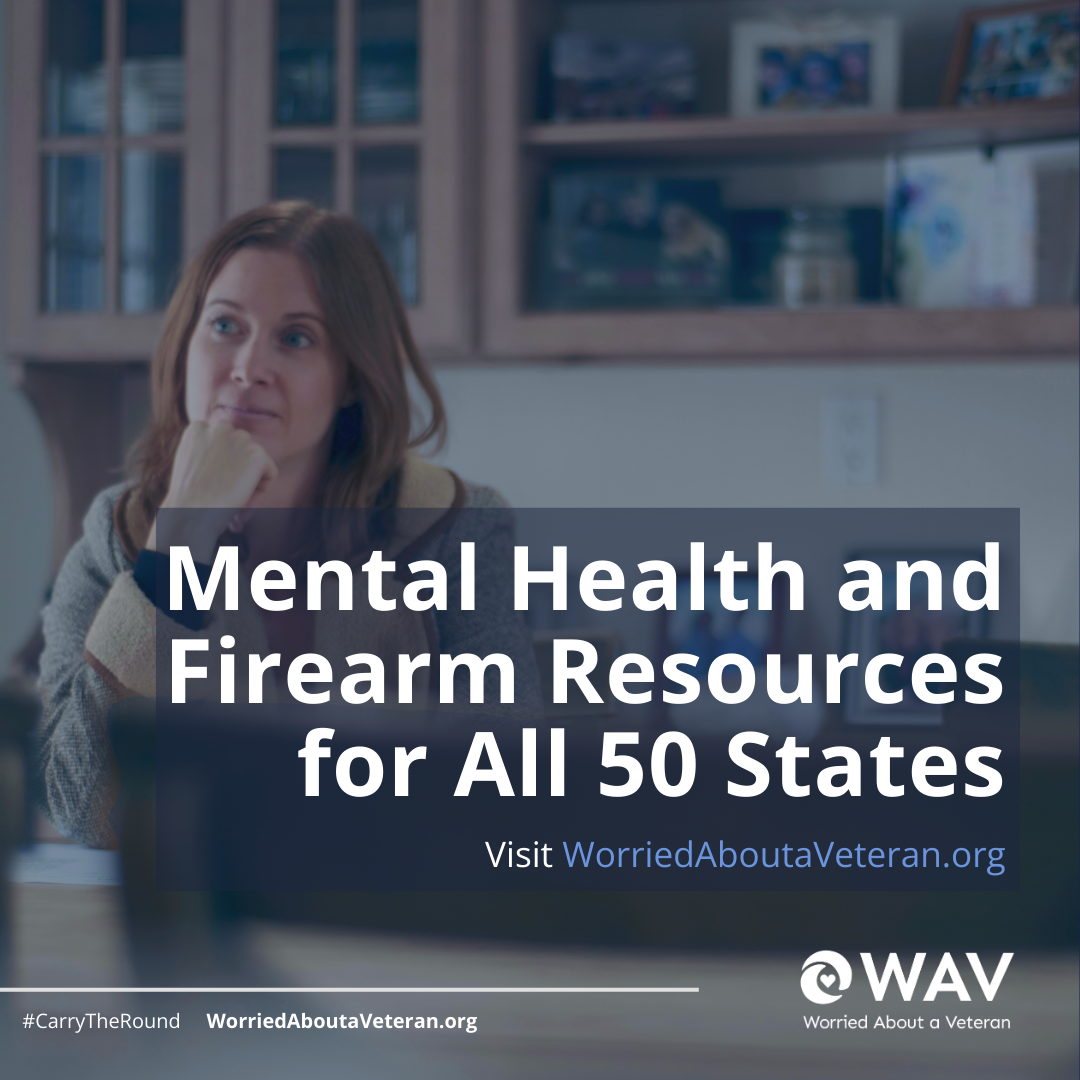 Mental Health and
Firearm Resources
for All 50 States
Visit WorriedAboutaVeteran.org
WAV
Worried About a Veteran
#CarryTheRound WorriedAboutaVeteran.org